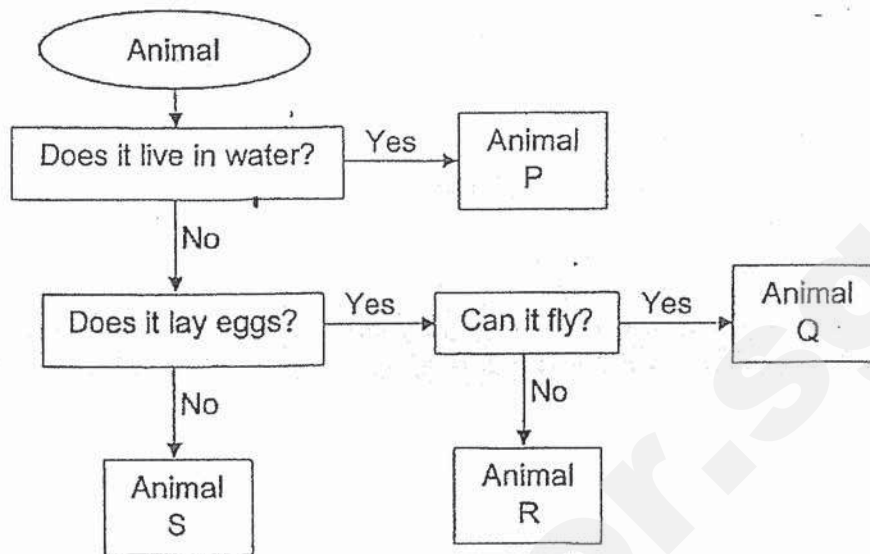 Animal
Does it live in water?
Yes
Animal
P
No
Does it lay eggs?
Yes
Can it fly?
Yes
Animal
Q
No
No
Animal
S
Animal
R